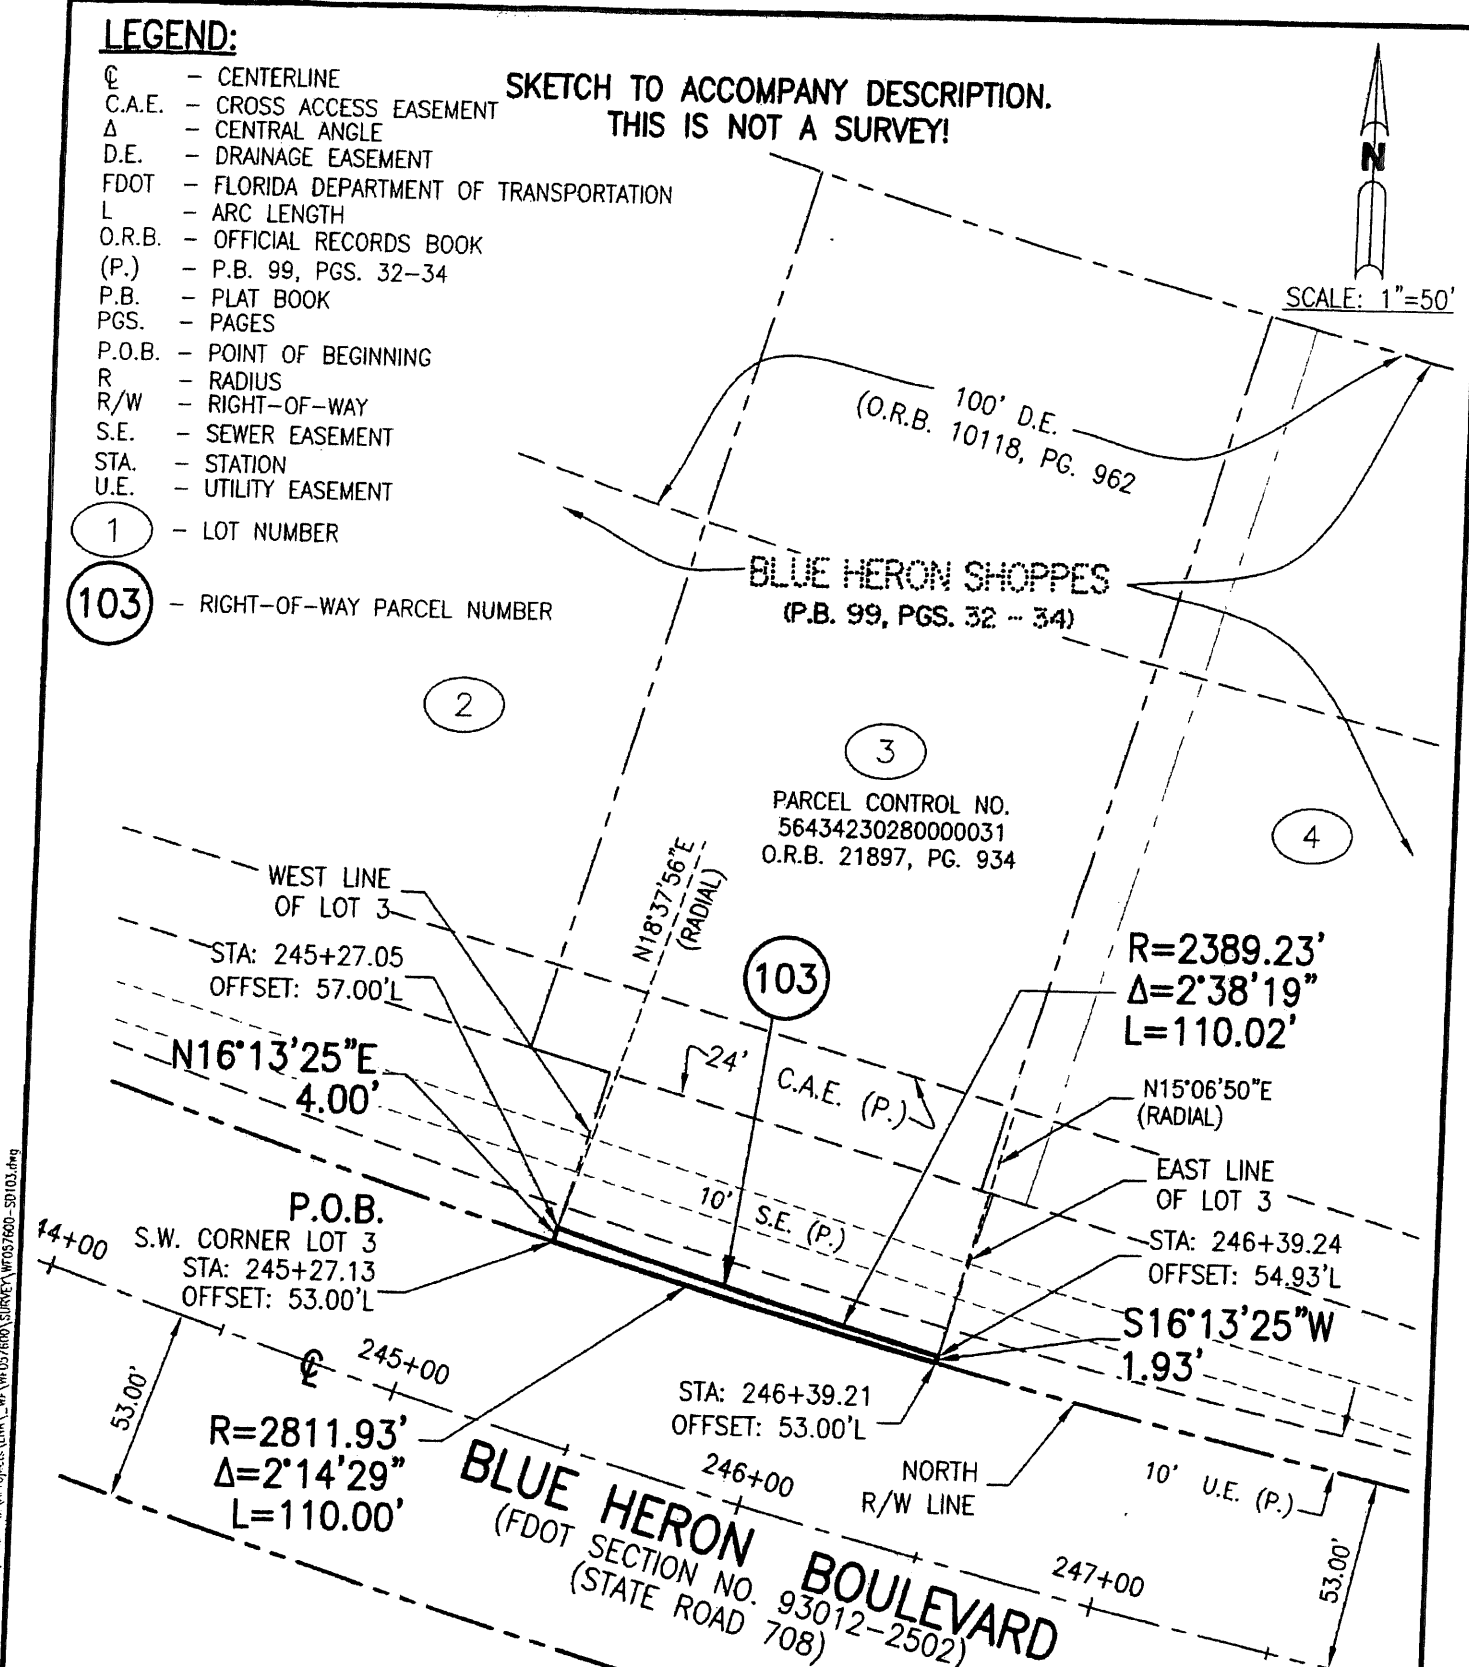 LEGEND:
℄ – CENTERLINE
C.A.E. – CROSS ACCESS EASEMENT
Δ – CENTRAL ANGLE
D.E. – DRAINAGE EASEMENT
FDOT – FLORIDA DEPARTMENT OF TRANSPORTATION
L – ARC LENGTH
O.R.B. – OFFICIAL RECORDS BOOK
(P.) – P.B. 99, PGS. 32–34
P.B. – PLAT BOOK
PGS. – PAGES
P.O.B. – POINT OF BEGINNING
R – RADIUS
R/W – RIGHT–OF–WAY
S.E. – SEWER EASEMENT
STA. – STATION
U.E. – UTILITY EASEMENT
1 – LOT NUMBER
103 – RIGHT–OF–WAY PARCEL NUMBER
SKETCH TO ACCOMPANY DESCRIPTION.
THIS IS NOT A SURVEY!
N
SCALE: 1"=50'
100' D.E.
(O.R.B. 10118, PG. 962
BLUE HERON SHOPPES
(P.B. 99, PGS. 32 – 34)
2
3
PARCEL CONTROL NO.
56434230280000031
O.R.B. 21897, PG. 934
4
WEST LINE
OF LOT 3
N18°37'56"E
(RADIAL)
STA: 245+27.05
OFFSET: 57.00'L
103
R=2389.23'
Δ=2°38'19"
L=110.02'
N16°13'25"E
4.00'
24'
C.A.E. (P.)
N15°06'50"E
(RADIAL)
EAST LINE
OF LOT 3
10' S.E. (P.)
P.O.B.
S.W. CORNER LOT 3
STA: 245+27.13
OFFSET: 53.00'L
STA: 246+39.24
OFFSET: 54.93'L
S16°13'25"W
1.93'
44+00
53.00'
℄
245+00
STA: 246+39.21
OFFSET: 53.00'L
R=2811.93'
Δ=2°14'29"
L=110.00'
246+00
NORTH
R/W LINE
10' U.E. (P.)
53.00'
247+00
BLUE HERON BOULEVARD
(FDOT SECTION NO. 93012–2502)
(STATE ROAD 708)